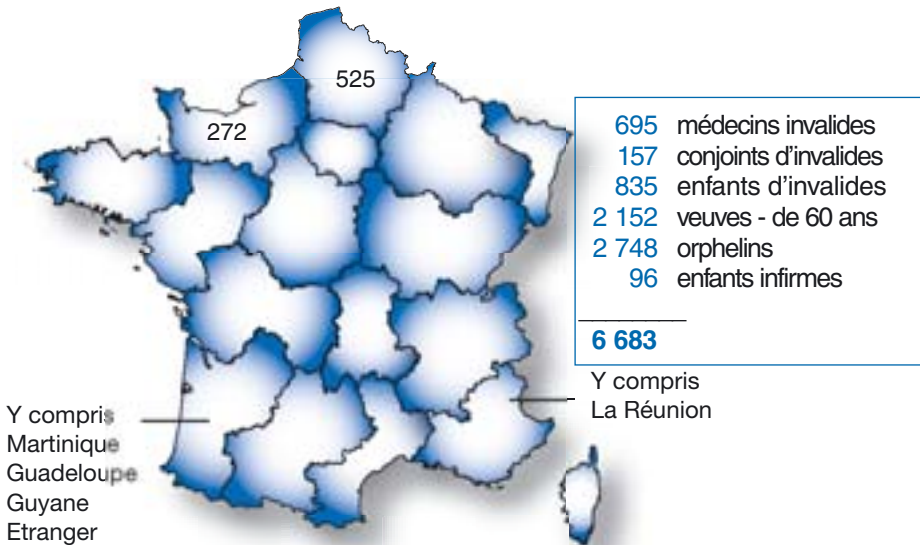 525
272
695 médecins invalides
157 conjoints d'invalides
835 enfants d'invalides
2 152 veuves - de 60 ans
2 748 orphelins
96 enfants infirmes
6 683
Y compris
La Réunion
Y compris
Martinique
Guadeloupe
Guyane
Etranger